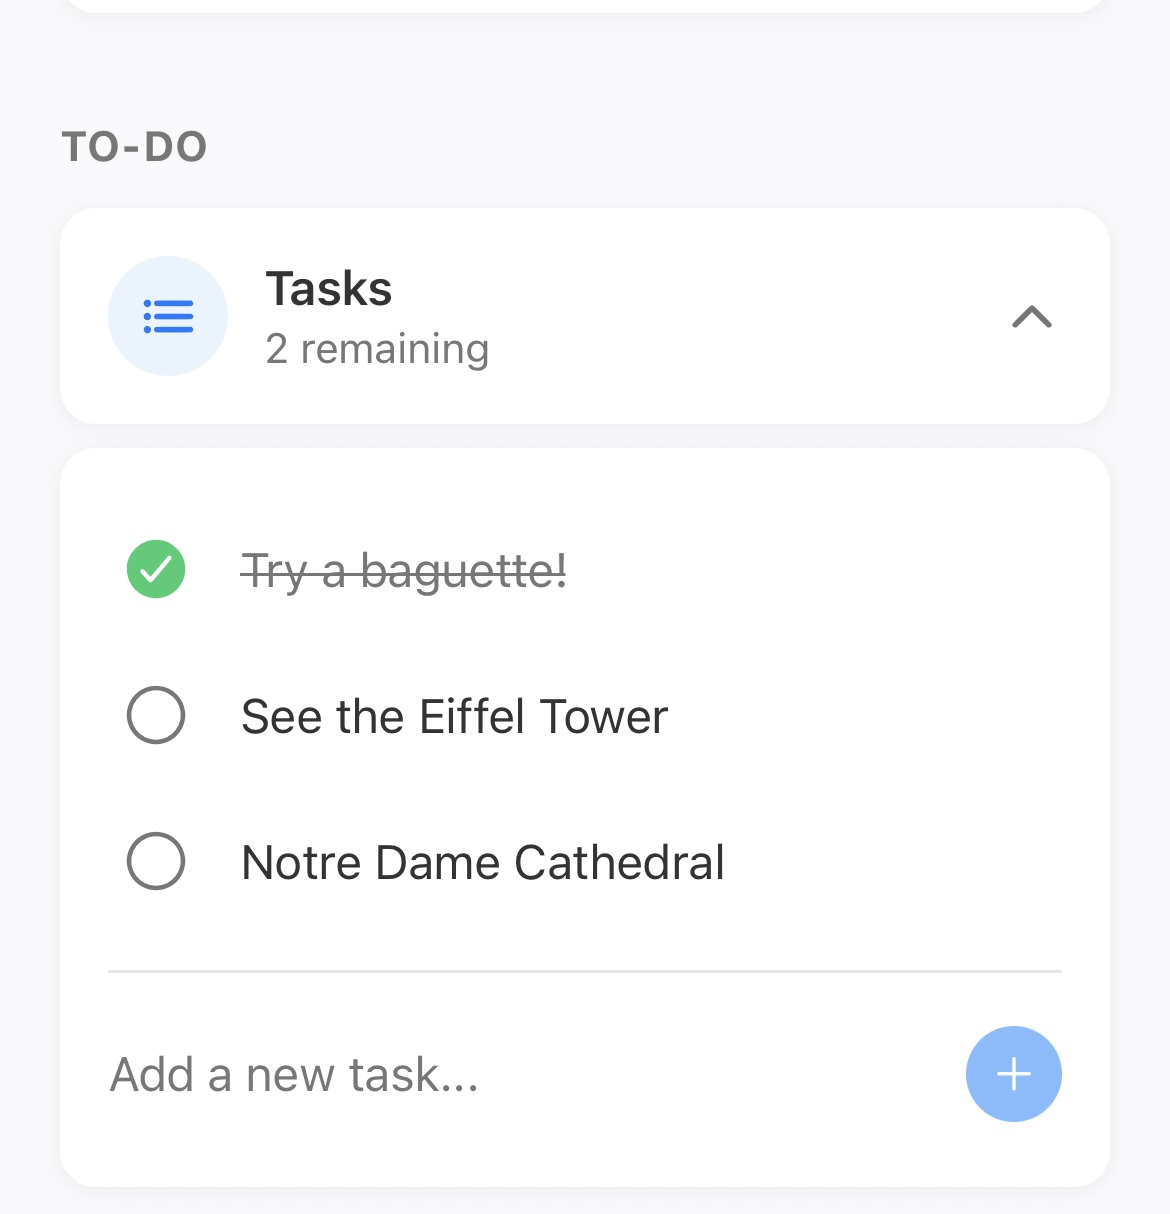 TO-DO
Tasks
2 remaining
Try a baguette!
See the Eiffel Tower
Notre Dame Cathedral
Add a new task...